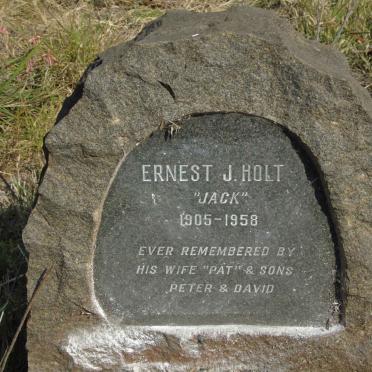 ERNEST J. HOLT
"JACK"
1905-1958
EVER REMEMBERED BY
HIS WIFE "PAT" & SONS
PETER & DAVID